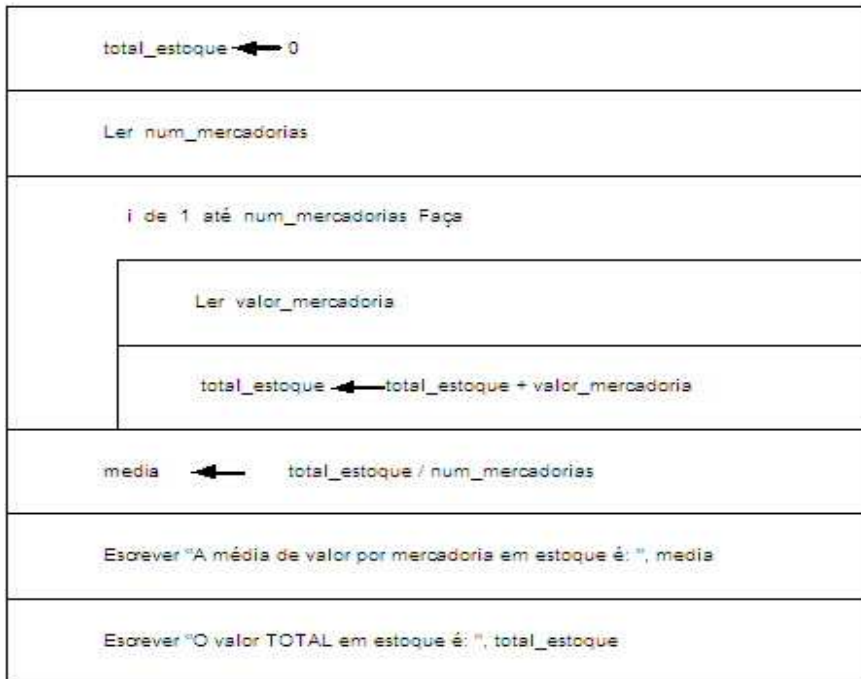 total_estoque ← 0
Ler num_mercadorias
i de 1 até num_mercadorias Faça
Ler valor_mercadoria
total_estoque ← total_estoque + valor_mercadoria
media ← total_estoque / num_mercadorias
Escrever "A média de valor por mercadoria em estoque é: ", media
Escrever "O valor TOTAL em estoque é: ", total_estoque